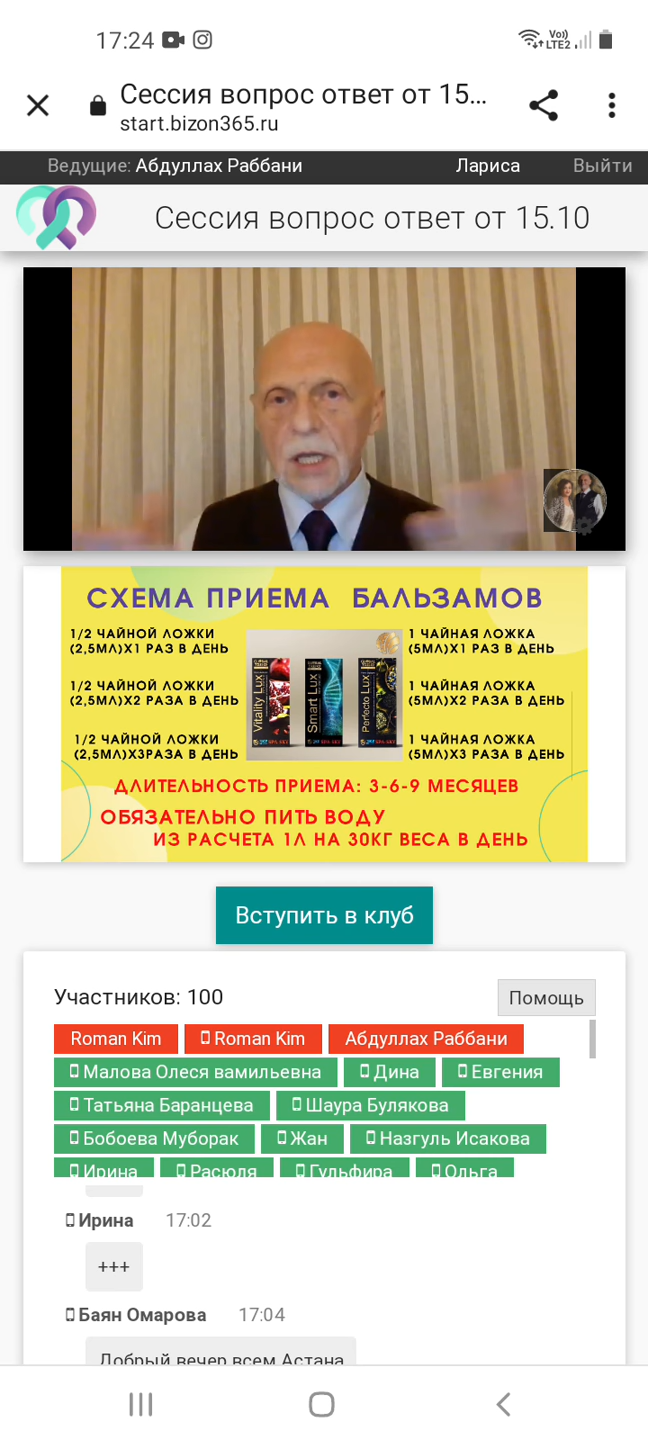 17:24
Vo)) LTE2
Сессия вопрос ответ от 15...
start.bizon365.ru
Ведущие: Абдуллах Раббани Лариса Выйти
Сессия вопрос ответ от 15.10
СХЕМА ПРИЕМА БАЛЬЗАМОВ
1/2 ЧАЙНОЙ ЛОЖКИ
(2,5МЛ)Х1 РАЗ В ДЕНЬ
1/2 ЧАЙНОЙ ЛОЖКИ
(2,5МЛ)Х2 РАЗА В ДЕНЬ
1/2 ЧАЙНОЙ ЛОЖКИ
(2,5МЛ)Х3РАЗА В ДЕНЬ
Vitality Lux
Smart Lux
Perfecto Lux
1 ЧАЙНАЯ ЛОЖКА
(5МЛ)Х1 РАЗ В ДЕНЬ
1 ЧАЙНАЯ ЛОЖКА
(5МЛ)Х2 РАЗА В ДЕНЬ
1 ЧАЙНАЯ ЛОЖКА
(5МЛ)Х3 РАЗА В ДЕНЬ
ДЛИТЕЛЬНОСТЬ ПРИЕМА: 3-6-9 МЕСЯЦЕВ
ОБЯЗАТЕЛЬНО ПИТЬ ВОДУ
ИЗ РАСЧЕТА 1Л НА 30КГ ВЕСА В ДЕНЬ
Вступить в клуб
Участников: 100 Помощь
Roman Kim Roman Kim Абдуллах Раббани
Малова Олеся вамильевна Дина Евгения
Татьяна Баранцева Шаура Булякова
Бобоева Муборак Жан Назгуль Исакова
Ирина Расюля Гульфира Ольга
Ирина 17:02
+++
Баян Омарова 17:04
Добрый вечер всем Астана